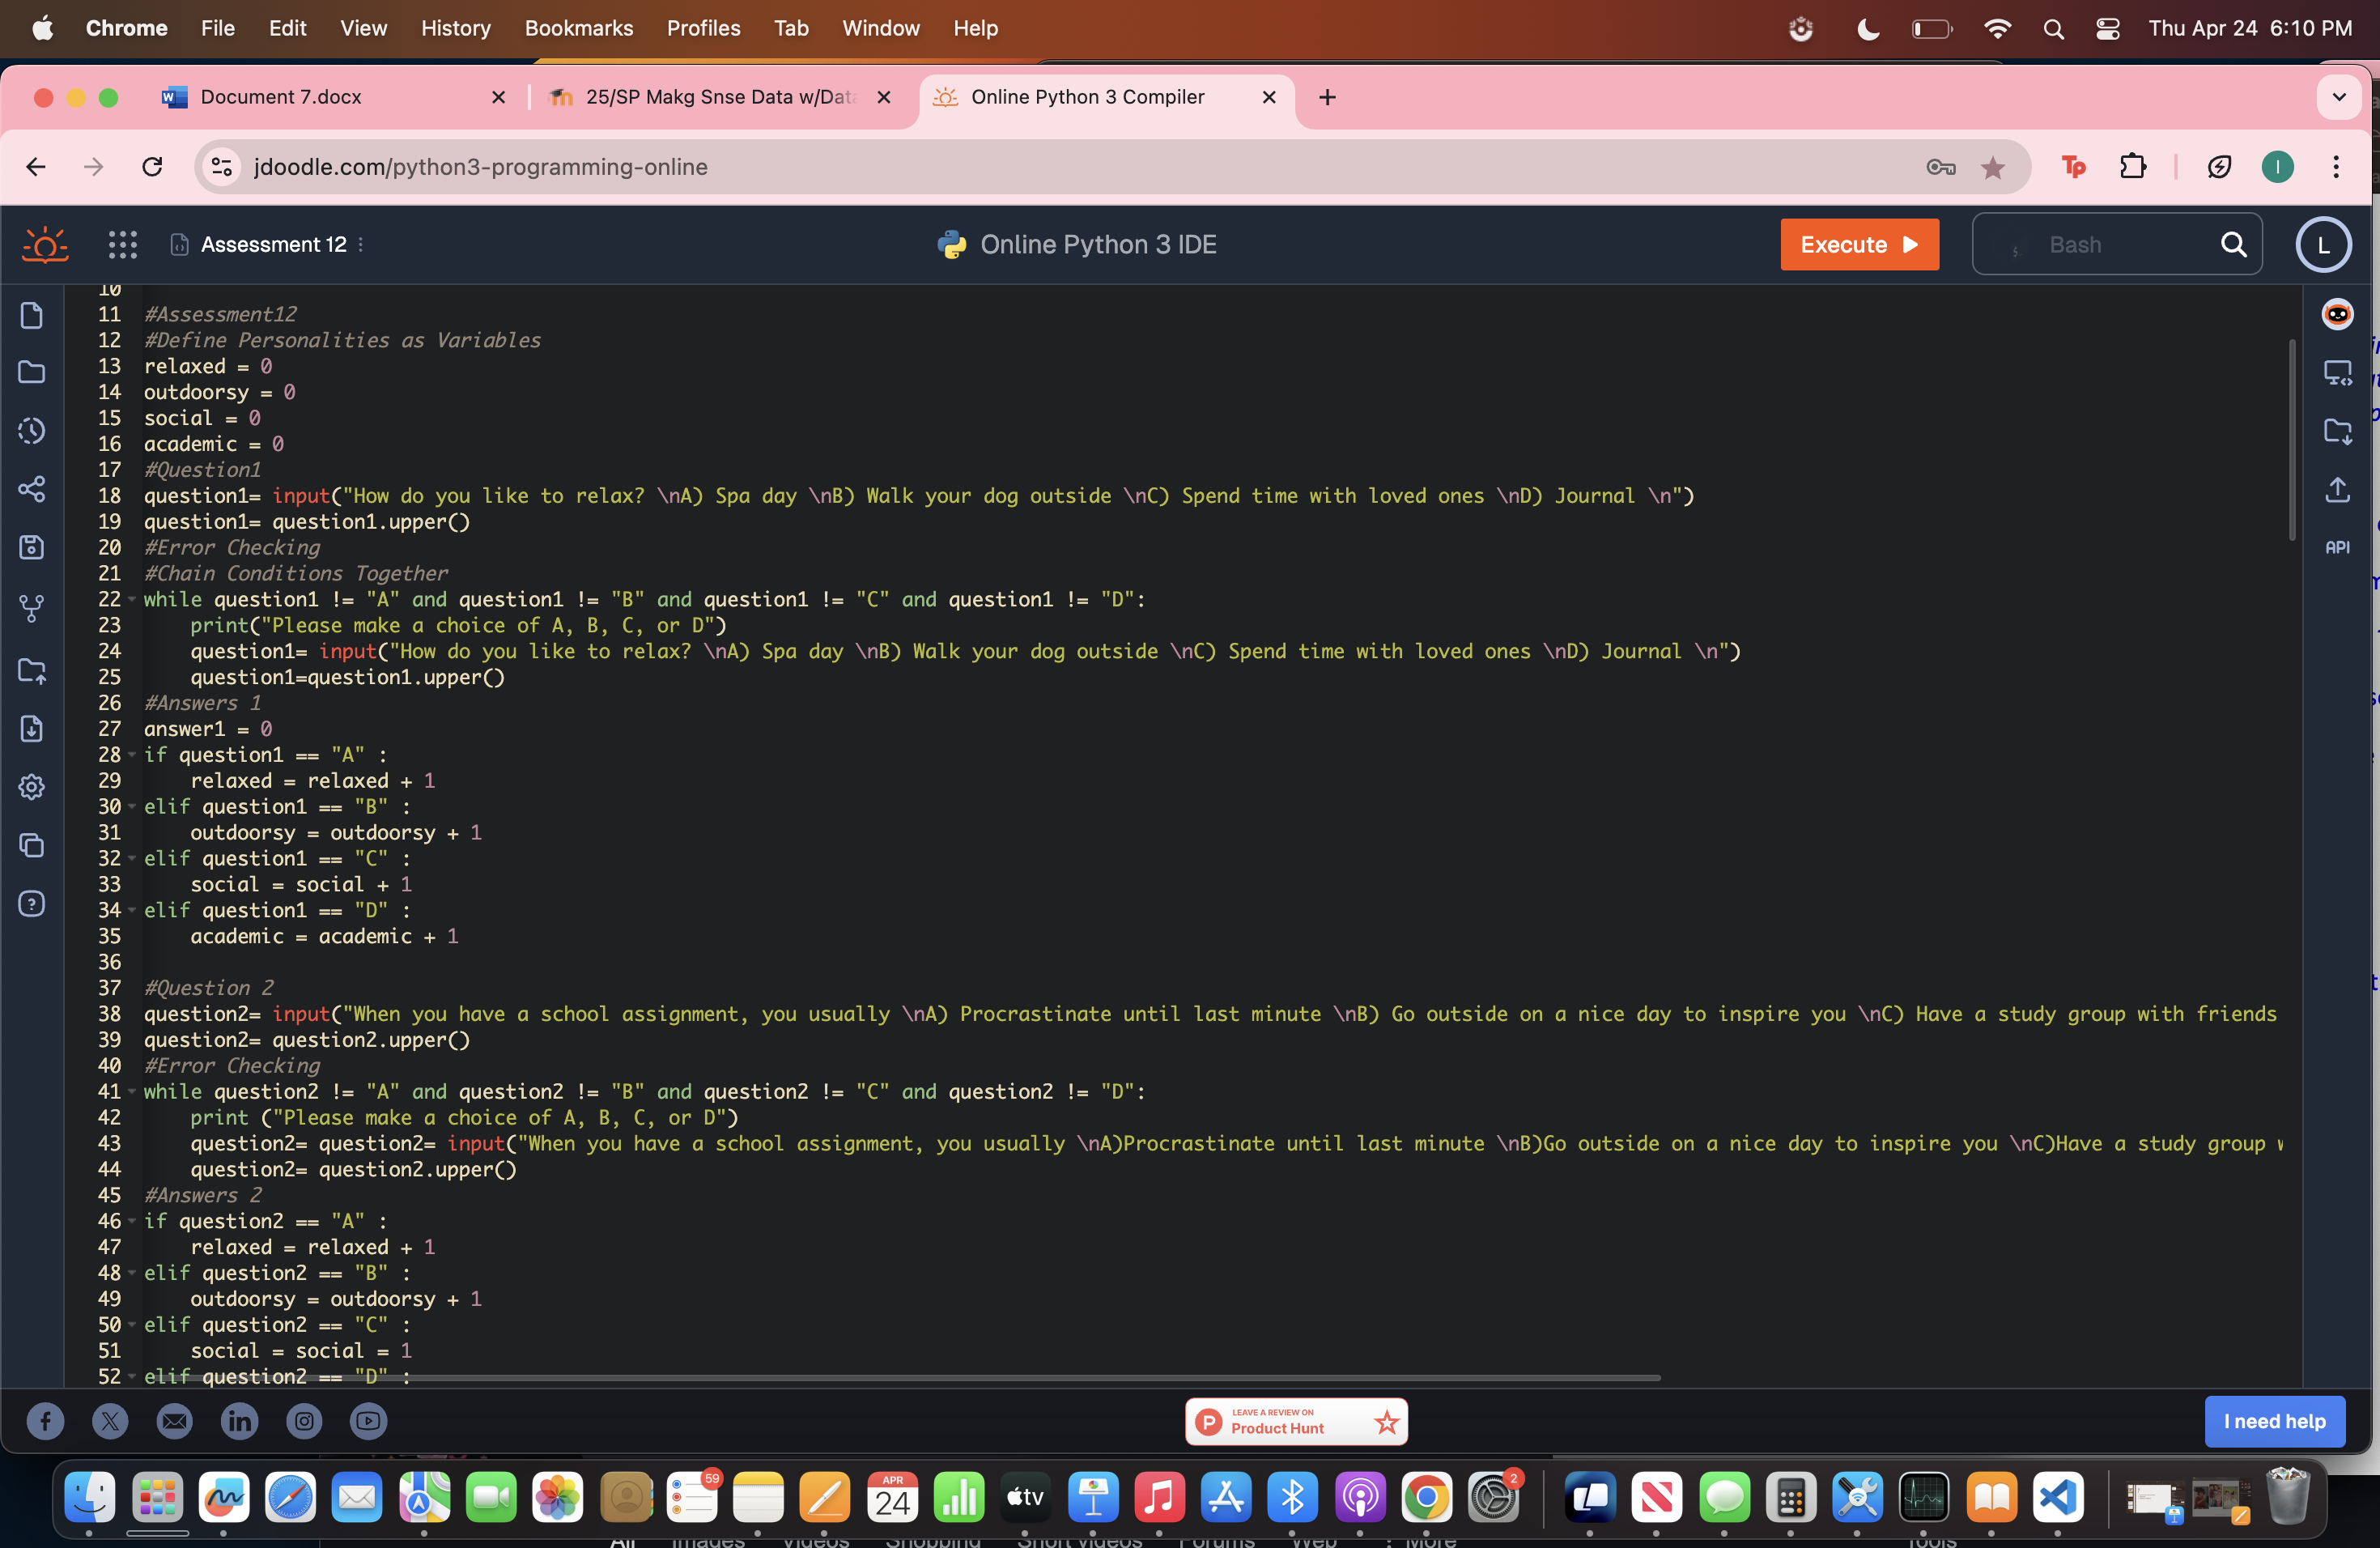 Chrome File Edit View History Bookmarks Profiles Tab Window Help Thu Apr 24 6:10 PM
Document 7.docx 25/SP Makg Snse Data w/Data Online Python 3 Compiler
jdoodle.com/python3-programming-online
Assessment 12 Online Python 3 IDE Execute Bash L
10
11 #Assessment12
12 #Define Personalities as Variables
13 relaxed = 0
14 outdoorsy = 0
15 social = 0
16 academic = 0
17 #Question1
18 question1= input("How do you like to relax? \nA) Spa day \nB) Walk your dog outside \nC) Spend time with loved ones \nD) Journal \n")
19 question1= question1.upper()
20 #Error Checking
21 #Chain Conditions Together
22 while question1 != "A" and question1 != "B" and question1 != "C" and question1 != "D":
23 print("Please make a choice of A, B, C, or D")
24 question1= input("How do you like to relax? \nA) Spa day \nB) Walk your dog outside \nC) Spend time with loved ones \nD) Journal \n")
25 question1=question1.upper()
26 #Answers 1
27 answer1 = 0
28 if question1 == "A" :
29 relaxed = relaxed + 1
30 elif question1 == "B" :
31 outdoorsy = outdoorsy + 1
32 elif question1 == "C" :
33 social = social + 1
34 elif question1 == "D" :
35 academic = academic + 1
36
37 #Question 2
38 question2= input("When you have a school assignment, you usually \nA) Procrastinate until last minute \nB) Go outside on a nice day to inspire you \nC) Have a study group with friends
39 question2= question2.upper()
40 #Error Checking
41 while question2 != "A" and question2 != "B" and question2 != "C" and question2 != "D":
42 print ("Please make a choice of A, B, C, or D")
43 question2= question2= input("When you have a school assignment, you usually \nA)Procrastinate until last minute \nB)Go outside on a nice day to inspire you \nC)Have a study group
44 question2= question2.upper()
45 #Answers 2
46 if question2 == "A" :
47 relaxed = relaxed + 1
48 elif question2 == "B" :
49 outdoorsy = outdoorsy + 1
50 elif question2 == "C" :
51 social = social = 1
52 elif question2 == "D" :
API
LEAVE A REVIEW ON
Product Hunt
I need help
59
APR
24
tv
2
All Images Videos Shopping Short videos Forums Web More Tools